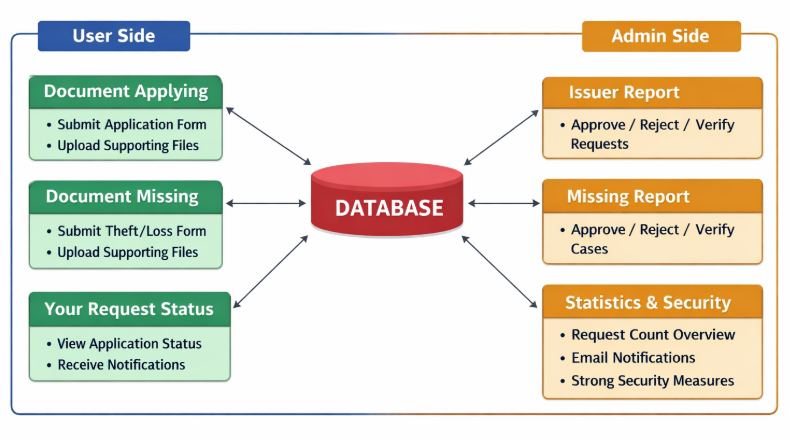 User Side
Admin Side
Document Applying
• Submit Application Form
• Upload Supporting Files
Document Missing
• Submit Theft/Loss Form
• Upload Supporting Files
Your Request Status
• View Application Status
• Receive Notifications
DATABASE
Issuer Report
• Approve / Reject / Verify
Requests
Missing Report
• Approve / Reject / Verify
Cases
Statistics & Security
• Request Count Overview
• Email Notifications
• Strong Security Measures